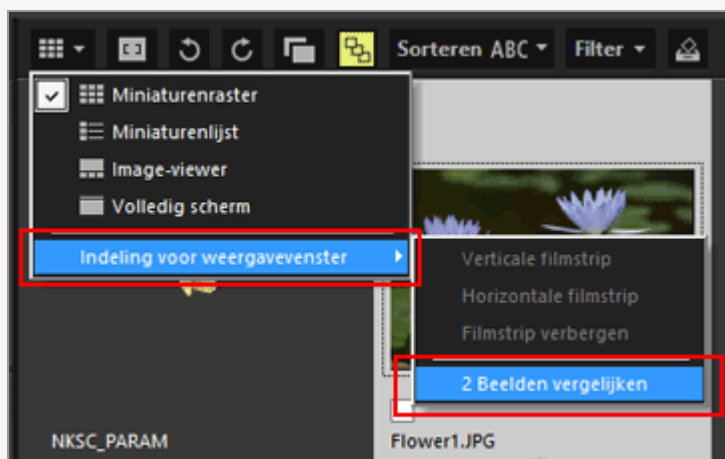 Sorteren ABC Filter
Miniaturenraster
Miniaturenlijst
Image-viewer
Volledig scherm
Indeling voor weergavevenster
Verticale filmstrip
Horizontale filmstrip
Filmstrip verbergen
2 Beelden vergelijken
NKSC_PARAM
Flower1.JPG